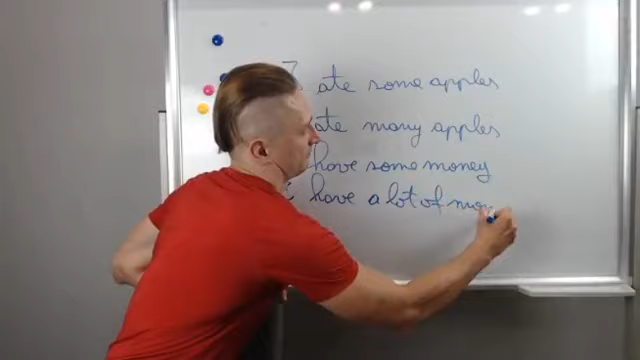 I ate some apples
ate many apples
have some money
have a lot of